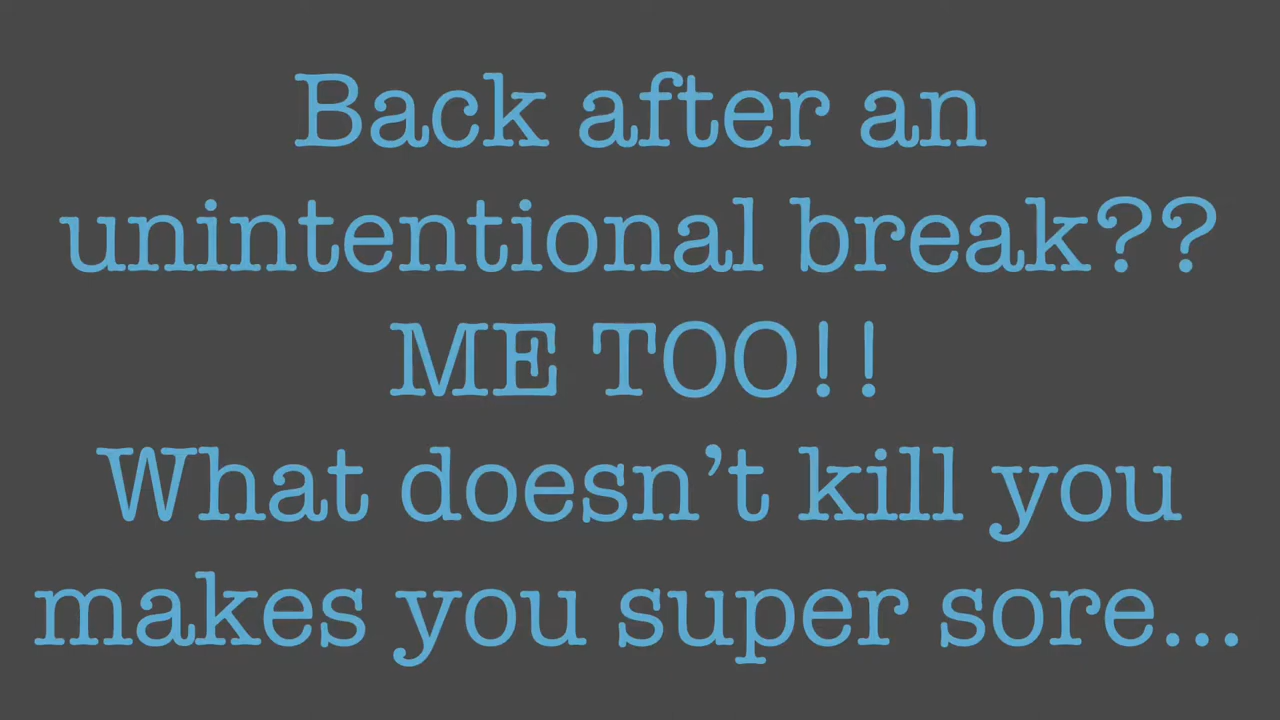 Back after an
unintentional break??
ME TOO!!
What doesn’t kill you
makes you super sore...